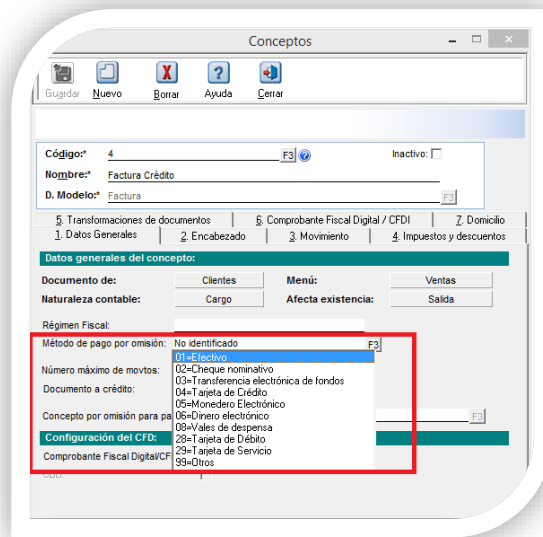 Conceptos
Guardar Nuevo Borrar Ayuda Cerrar
Código:* 4 F3 Inactivo:
Nombre:* Factura Crédito
D. Modelo:* Factura F3
5. Transformaciones de documentos 6. Comprobante Fiscal Digital / CFDI 7. Domicilio
1. Datos Generales 2. Encabezado 3. Movimiento 4. Impuestos y descuentos
Datos generales del concepto:
Documento de: Clientes Menú: Ventas
Naturaleza contable: Cargo Afecta existencia: Salida
Régimen Fiscal:
Método de pago por omisión: No identificado F3
01=Efectivo
Número máximo de movtos: 02=Cheque nominativo
03=Transferencia electrónica de fondos
Documento a crédito: 04=Tarjeta de Crédito
05=Monedero Electrónico
Concepto por omisión para pa 06=Dinero electrónico F3
08=Vales de despensa
Configuración del CFD: 28=Tarjeta de Débito
Comprobante Fiscal Digital/CF 29=Tarjeta de Servicio
99=Otros